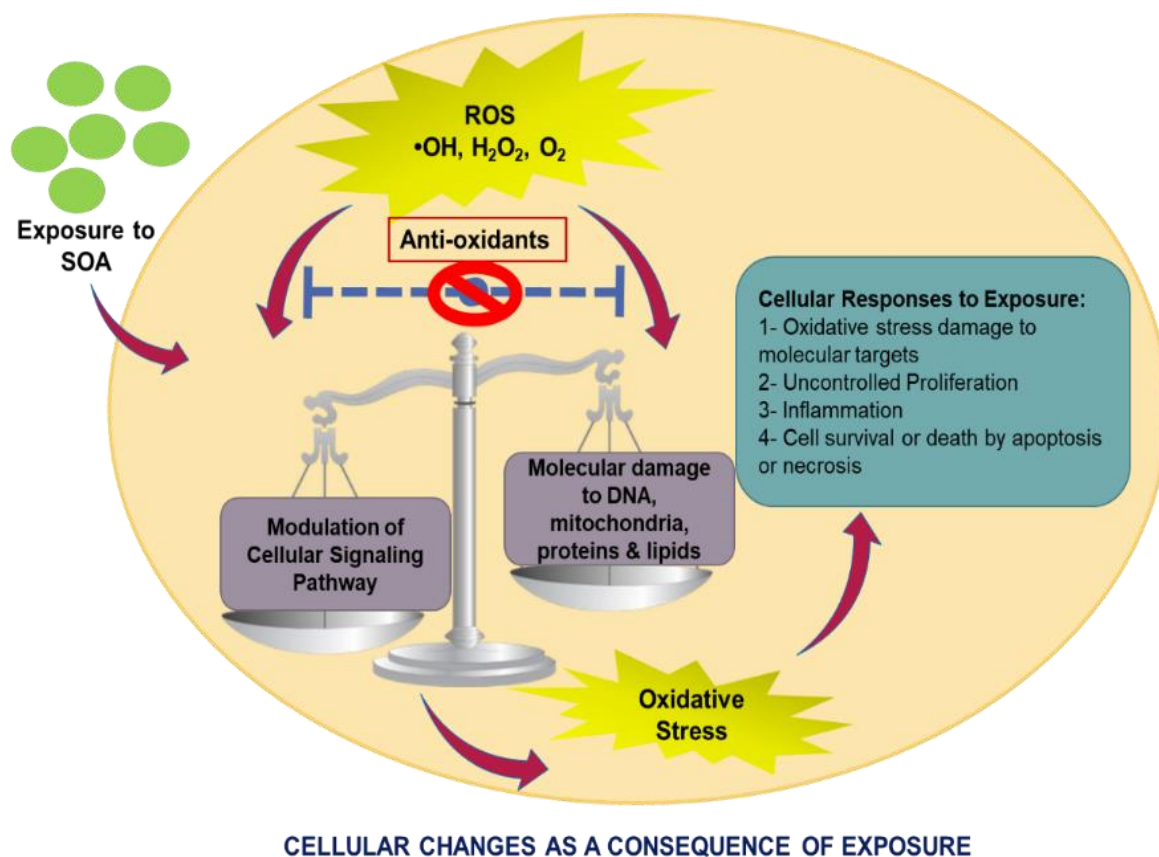 ROS
•OH, H₂O₂, O₂
Exposure to
SOA
Anti-oxidants
Cellular Responses to Exposure:
1- Oxidative stress damage to
molecular targets
2- Uncontrolled Proliferation
3- Inflammation
4- Cell survival or death by apoptosis
or necrosis
Modulation of
Cellular Signaling
Pathway
Molecular damage
to DNA,
mitochondria,
proteins & lipids
Oxidative
Stress
CELLULAR CHANGES AS A CONSEQUENCE OF EXPOSURE